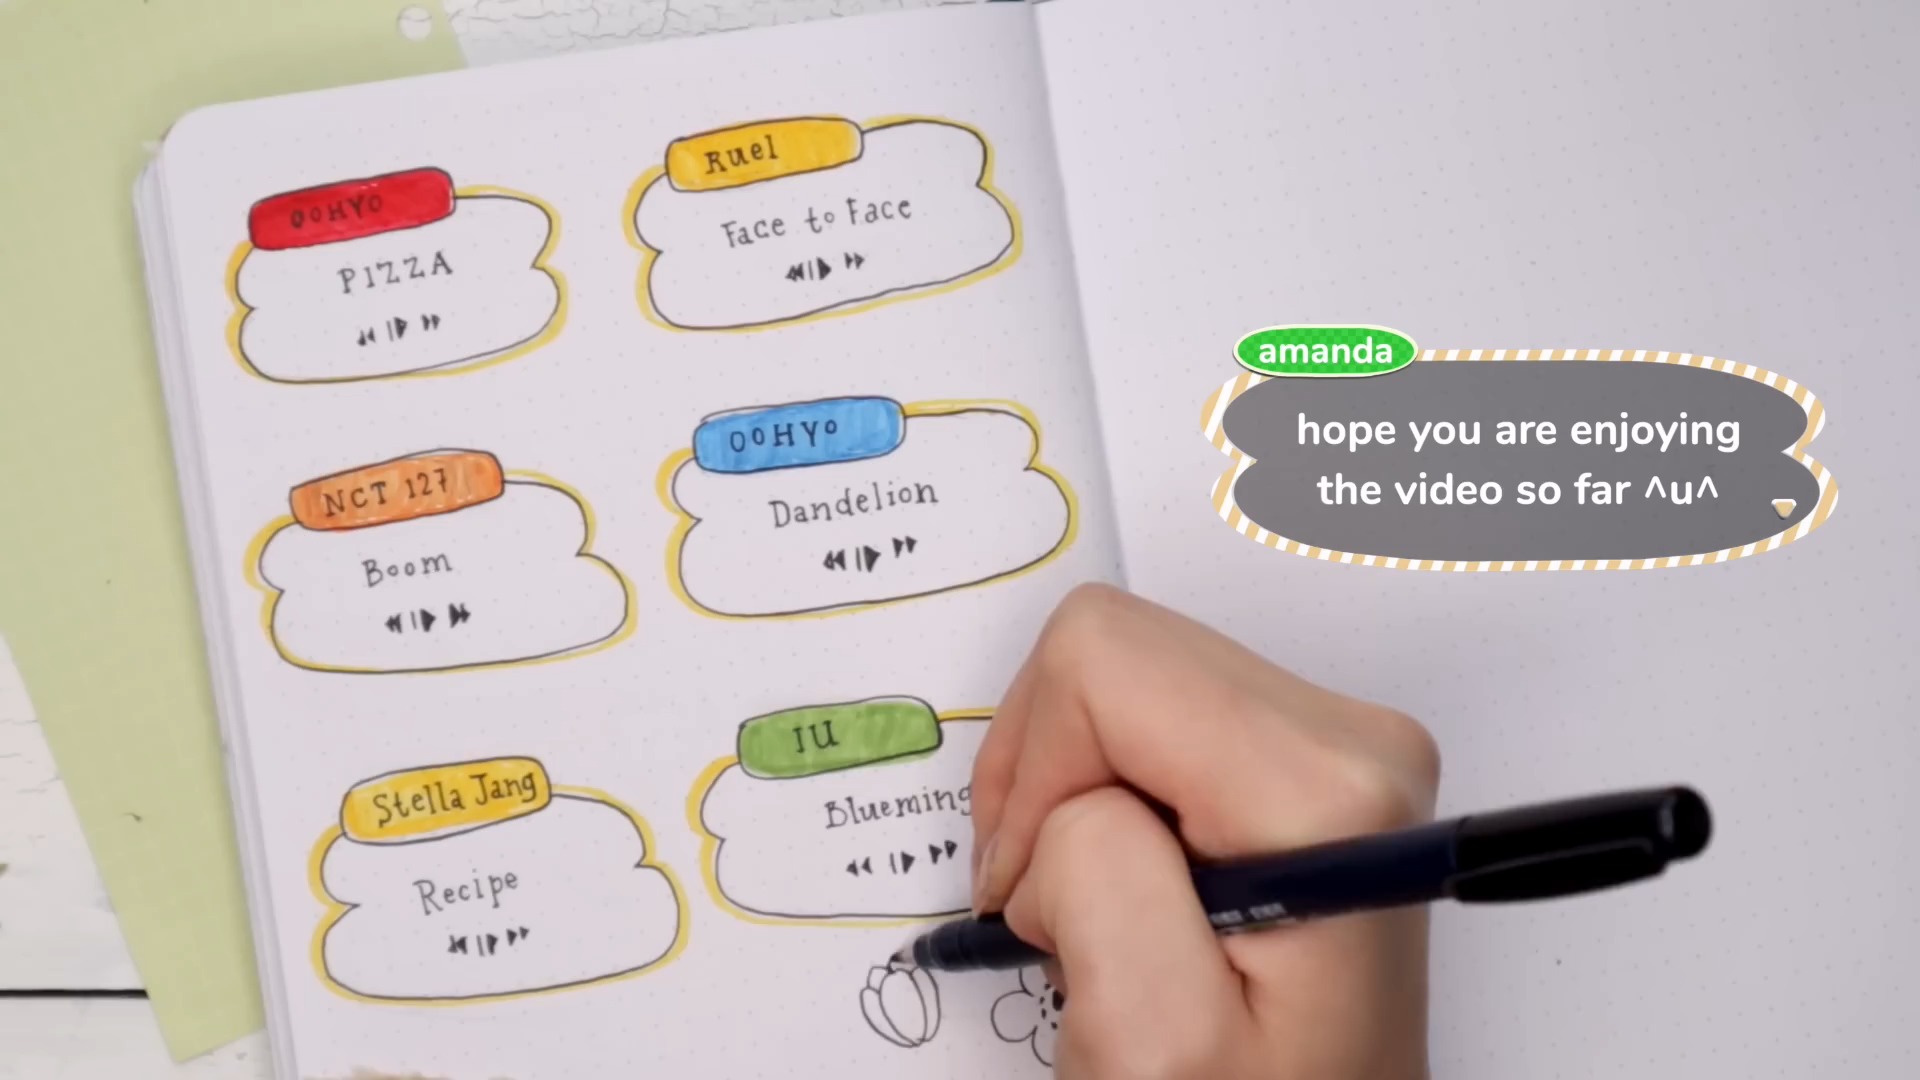 OOHYO
PIZZA
Ruel
Face to Face
NCT 127
Boom
OOHYO
Dandelion
Stella Jang
Recipe
IU
Blueming
amanda
hope you are enjoying
the video so far ^u^